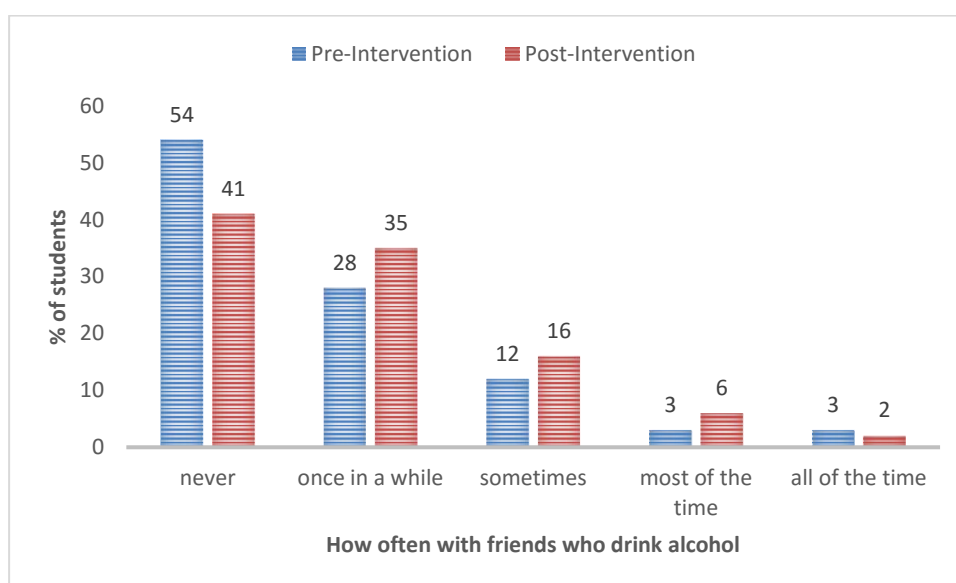 Pre-Intervention Post-Intervention
60
50
40
30
20
10
0
% of students
54
41
28
35
12
16
3
6
3
2
never
once in a while
sometimes
most of the
time
all of the time
How often with friends who drink alcohol